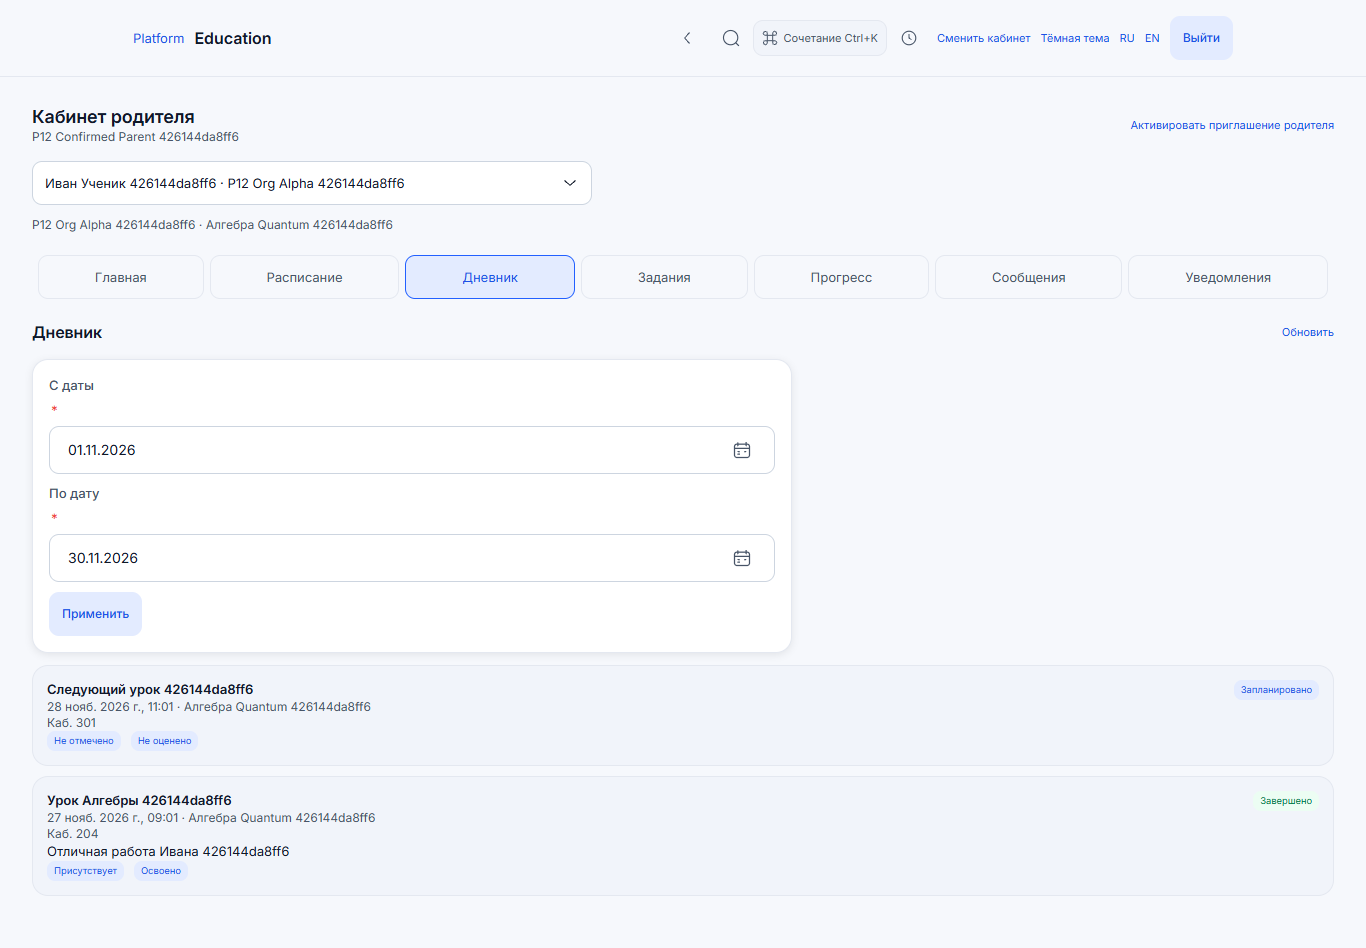 Platform Education
Сочетание Ctrl+K
Сменить кабинет
Тёмная тема
RU
EN
Выйти
Кабинет родителя
P12 Confirmed Parent 426144da8ff6
Активировать приглашение родителя
Иван Ученик 426144da8ff6 · P12 Org Alpha 426144da8ff6
P12 Org Alpha 426144da8ff6 · Алгебра Quantum 426144da8ff6
Главная
Расписание
Дневник
Задания
Прогресс
Сообщения
Уведомления
Дневник
Обновить
С даты
*
01.11.2026
По дату
*
30.11.2026
Применить
Следующий урок 426144da8ff6
Запланировано
28 нояб. 2026 г., 11:01 · Алгебра Quantum 426144da8ff6
Каб. 301
Не отмечено
Не оценено
Урок Алгебры 426144da8ff6
Завершено
27 нояб. 2026 г., 09:01 · Алгебра Quantum 426144da8ff6
Каб. 204
Отличная работа Ивана 426144da8ff6
Присутствует
Освоено